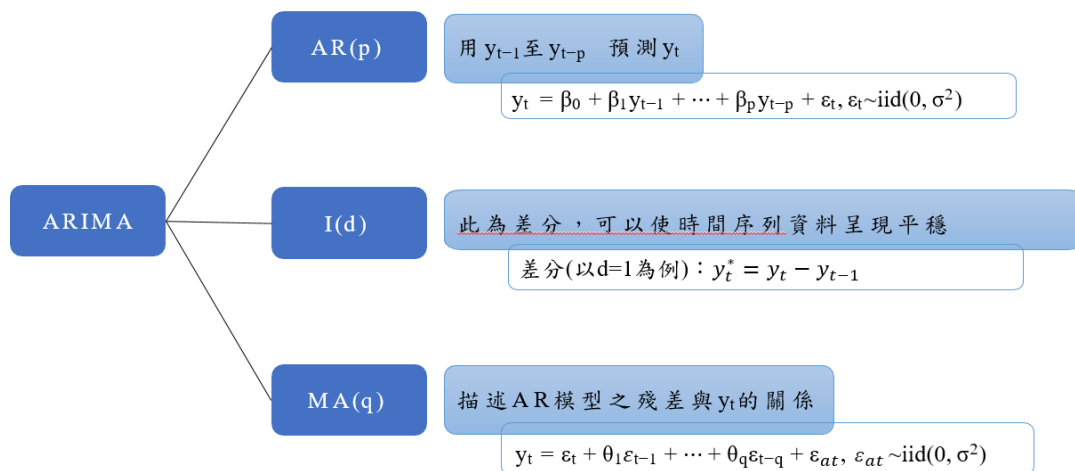 AR(p)
用 yₜ₋₁至 yₜ₋ₚ 預測 yₜ
yₜ = β₀ + β₁yₜ₋₁ + ⋯ + βₚyₜ₋ₚ + εₜ, εₜ~iid(0, σ²)
ARIMA
I(d)
此為差分，可以使時間序列資料呈現平穩
差分(以d=1為例)：yₜ* = yₜ − yₜ₋₁
MA(q)
描述AR模型之殘差與yₜ的關係
yₜ = εₜ + θ₁εₜ₋₁ + ⋯ + θ_qεₜ₋q + εₐₜ, εₐₜ ~iid(0, σ²)